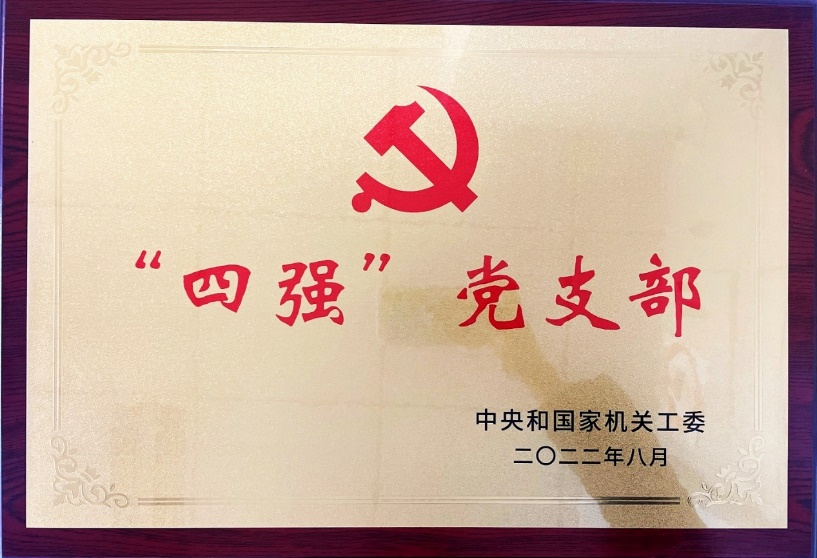 “四强”党支部
中央和国家机关工委
二〇二二年八月